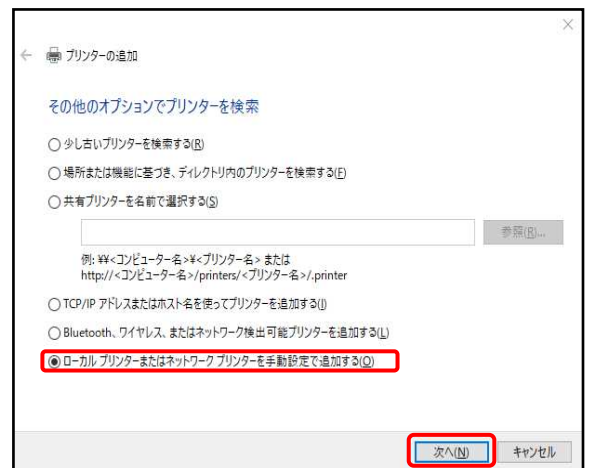 プリンターの追加
その他のオプションでプリンターを検索
少し古いプリンターを検索する(R)
場所または機能に基づき、ディレクトリ内のプリンターを検索する(F)
共有プリンターを名前で選択する(S)
参照(R)...
例: ¥¥<コンピューター名>¥<プリンター名> または
http://<コンピューター名>/printers/<プリンター名>/.printer
TCP/IP アドレスまたはホスト名を使ってプリンターを追加する(I)
Bluetooth、ワイヤレス、またはネットワーク検出可能プリンターを追加する(L)
ローカル プリンターまたはネットワーク プリンターを手動設定で追加する(O)
次へ(N) キャンセル